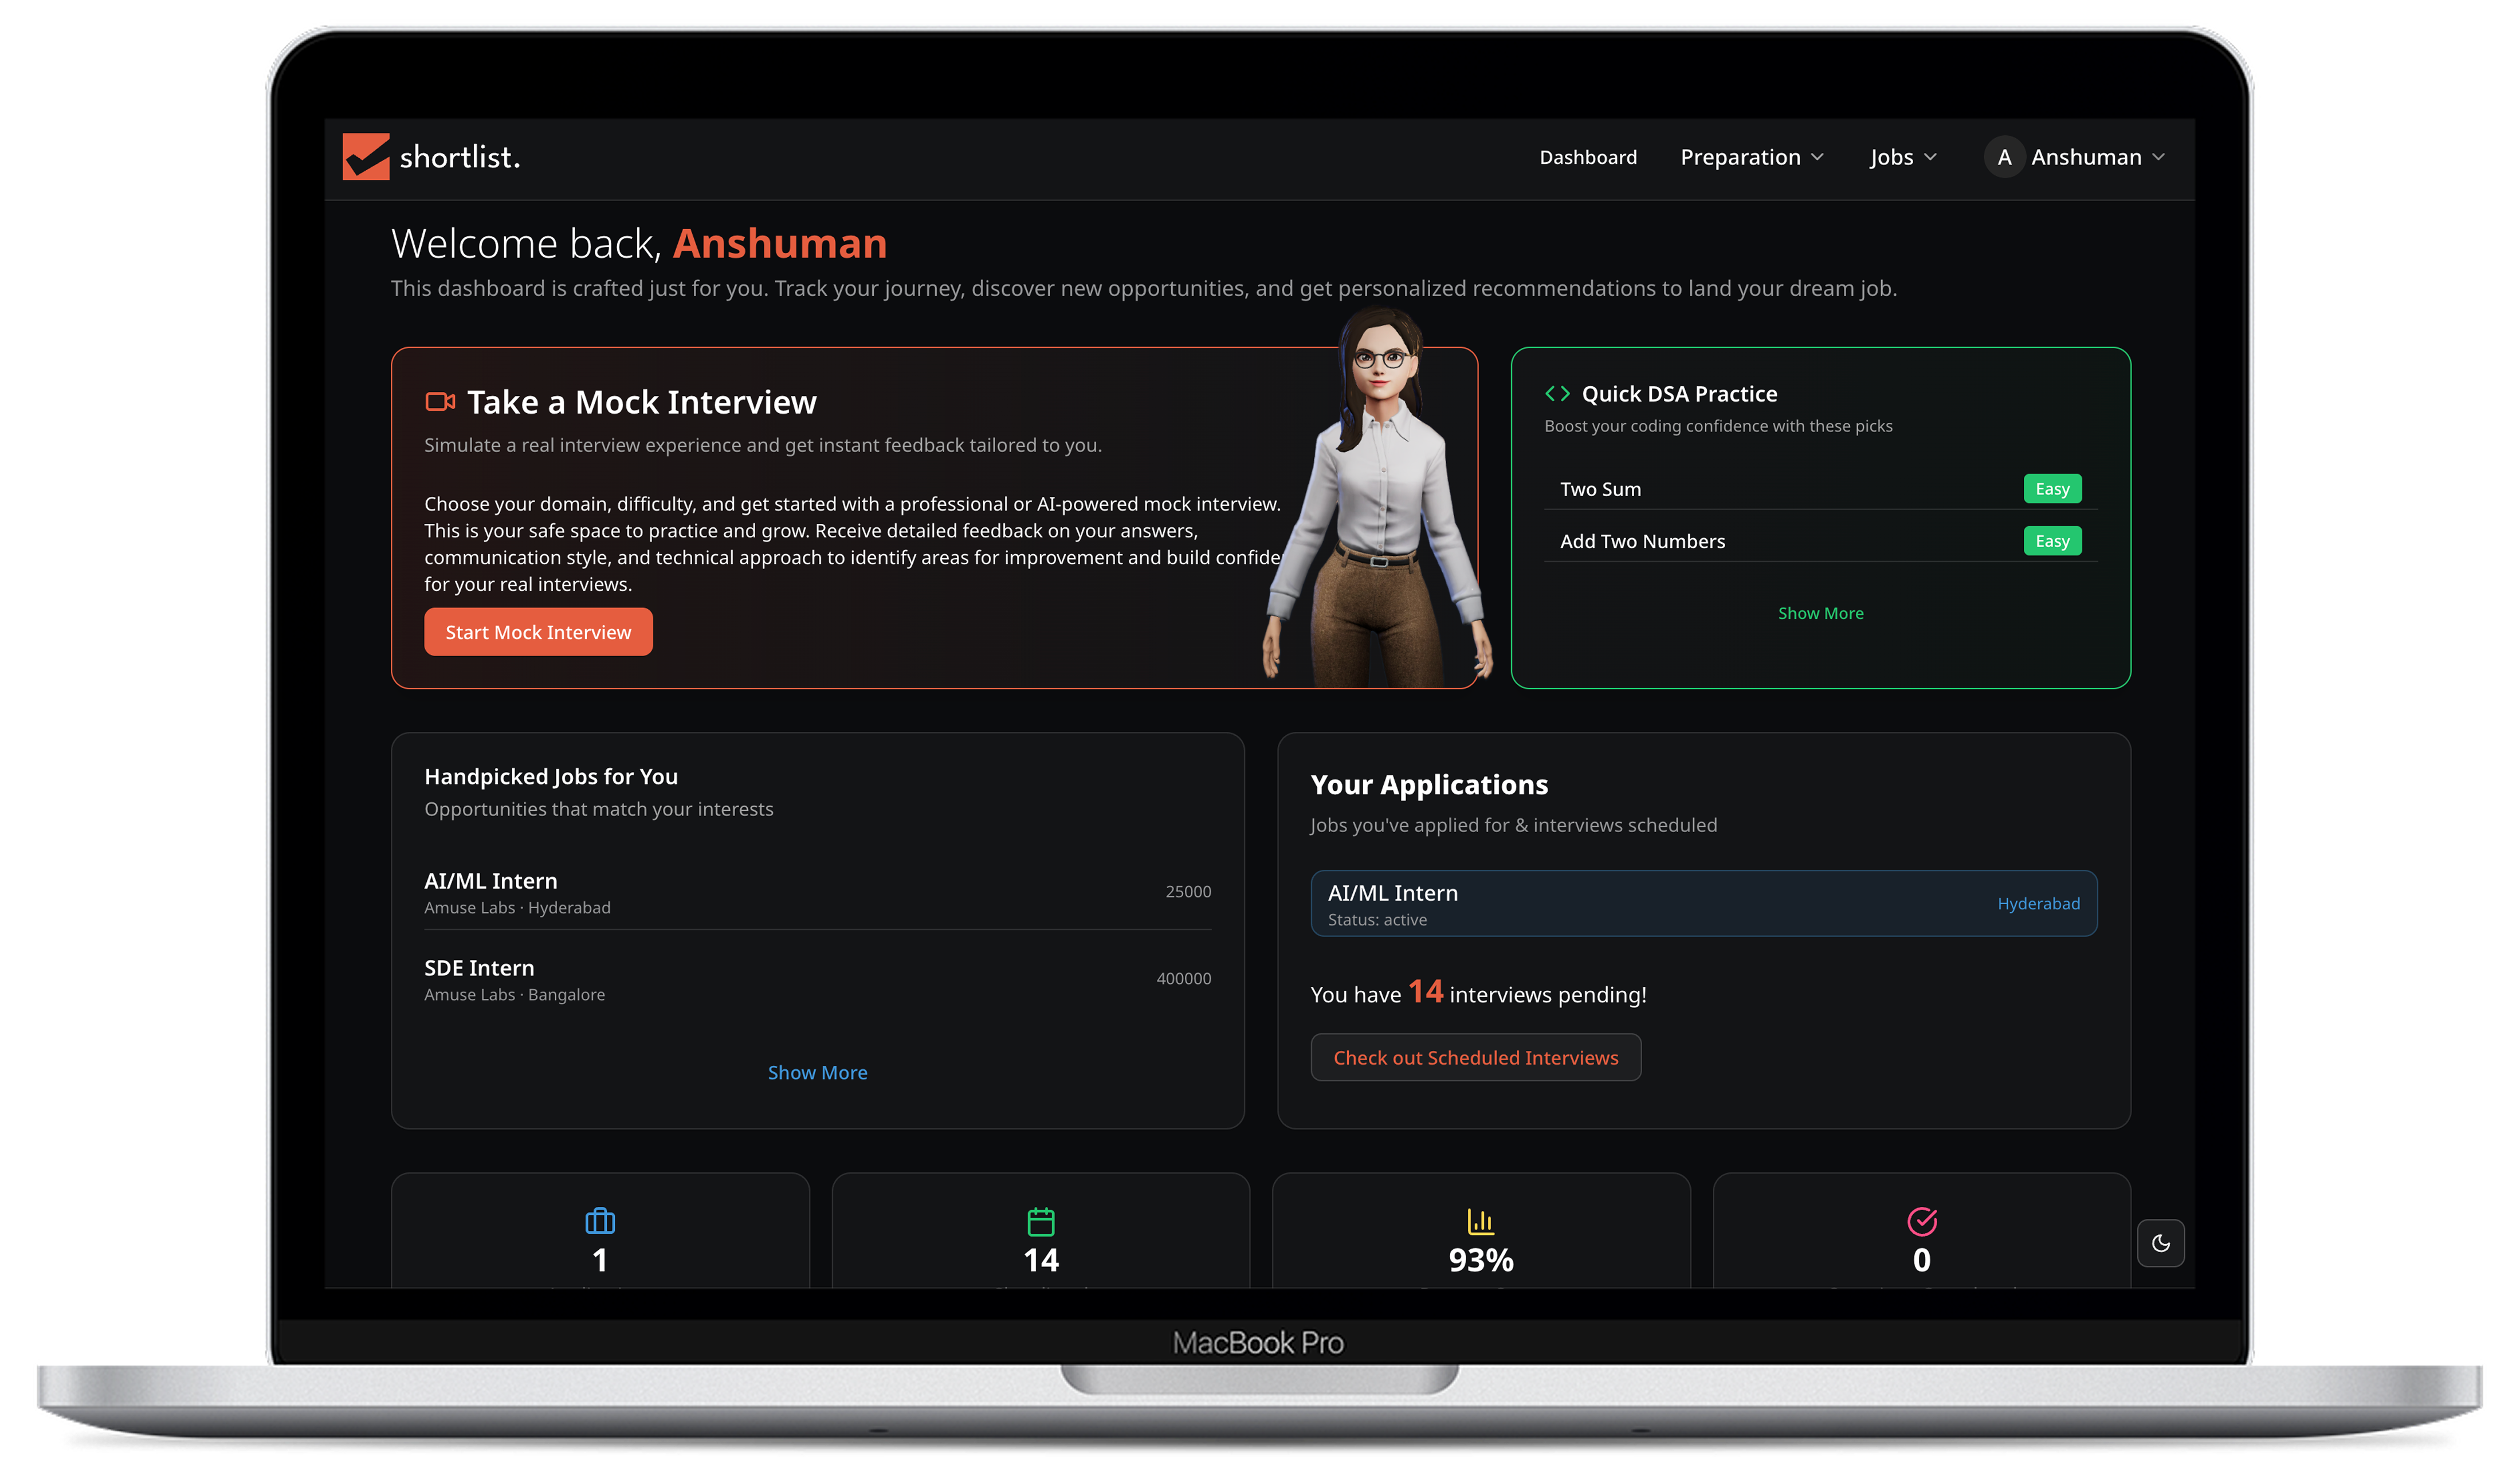 shortlist.
Dashboard
Preparation
Jobs
A
Anshuman
Welcome back, Anshuman
This dashboard is crafted just for you. Track your journey, discover new opportunities, and get personalized recommendations to land your dream job.
Take a Mock Interview
Simulate a real interview experience and get instant feedback tailored to you.
Choose your domain, difficulty, and get started with a professional or AI-powered mock interview.
This is your safe space to practice and grow. Receive detailed feedback on your answers,
communication style, and technical approach to identify areas for improvement and build confide
for your real interviews.
Start Mock Interview
Quick DSA Practice
Boost your coding confidence with these picks
Two Sum
Easy
Add Two Numbers
Easy
Show More
Handpicked Jobs for You
Opportunities that match your interests
AI/ML Intern
25000
Amuse Labs · Hyderabad
SDE Intern
400000
Amuse Labs · Bangalore
Show More
Your Applications
Jobs you've applied for & interviews scheduled
AI/ML Intern
Hyderabad
Status: active
You have 14 interviews pending!
Check out Scheduled Interviews
1
14
93%
0
MacBook Pro